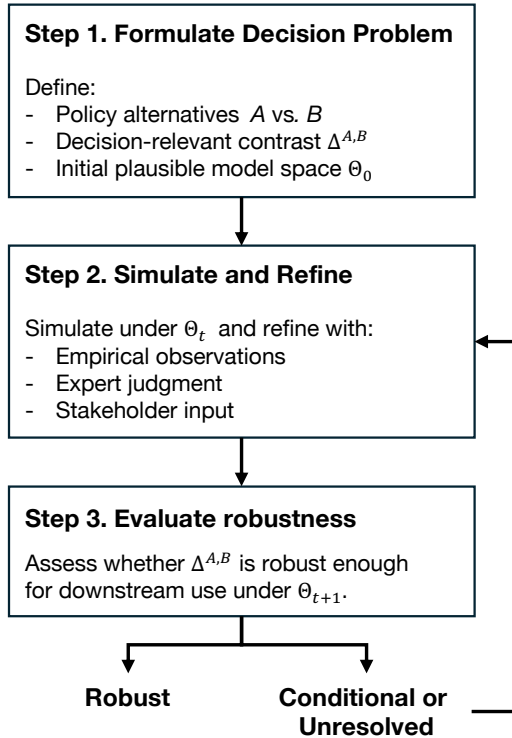 Step 1. Formulate Decision Problem
Define:
- Policy alternatives A vs. B
- Decision-relevant contrast Δ^{A,B}
- Initial plausible model space Θ₀
Step 2. Simulate and Refine
Simulate under Θ_t and refine with:
- Empirical observations
- Expert judgment
- Stakeholder input
Step 3. Evaluate robustness
Assess whether Δ^{A,B} is robust enough
for downstream use under Θ_{t+1}.
Robust
Conditional or
Unresolved